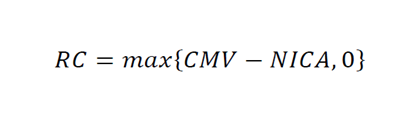 RC = max{CMV − NICA, 0}